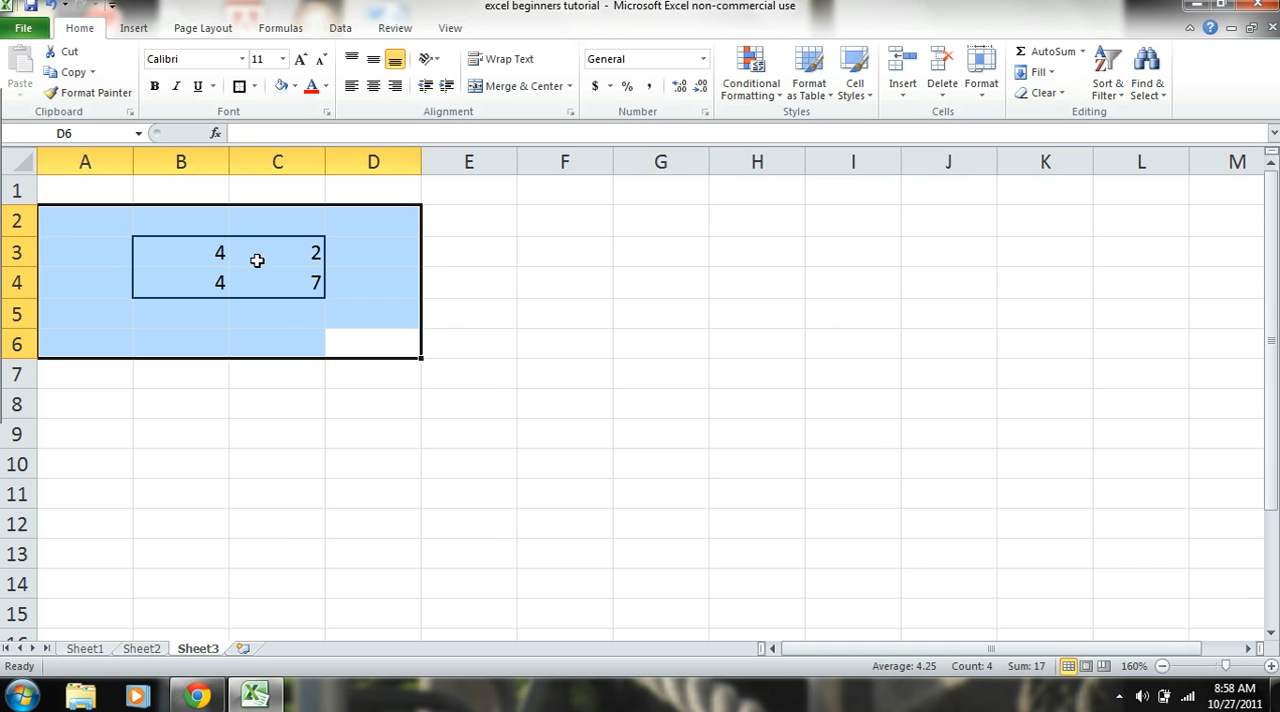 excel beginners tutorial - Microsoft Excel non-commercial use
File Home Insert Page Layout Formulas Data Review View
Cut
Copy
Format Painter
Paste
Clipboard
Calibri 11
B I U
Font
Wrap Text
Merge & Center
Alignment
General
$ % ,
Number
Conditional Formatting
Format as Table
Cell Styles
Styles
Insert Delete Format
Cells
Σ AutoSum
Fill
Clear
Sort & Filter
Find & Select
Editing
D6 fx
A B C D E F G H I J K L M
1
2
3 4 2
4 4 7
5
6
7
8
9
10
11
12
13
14
15
16
Sheet1 Sheet2 Sheet3
Ready Average: 4.25 Count: 4 Sum: 17 160%
8:58 AM
10/27/2011